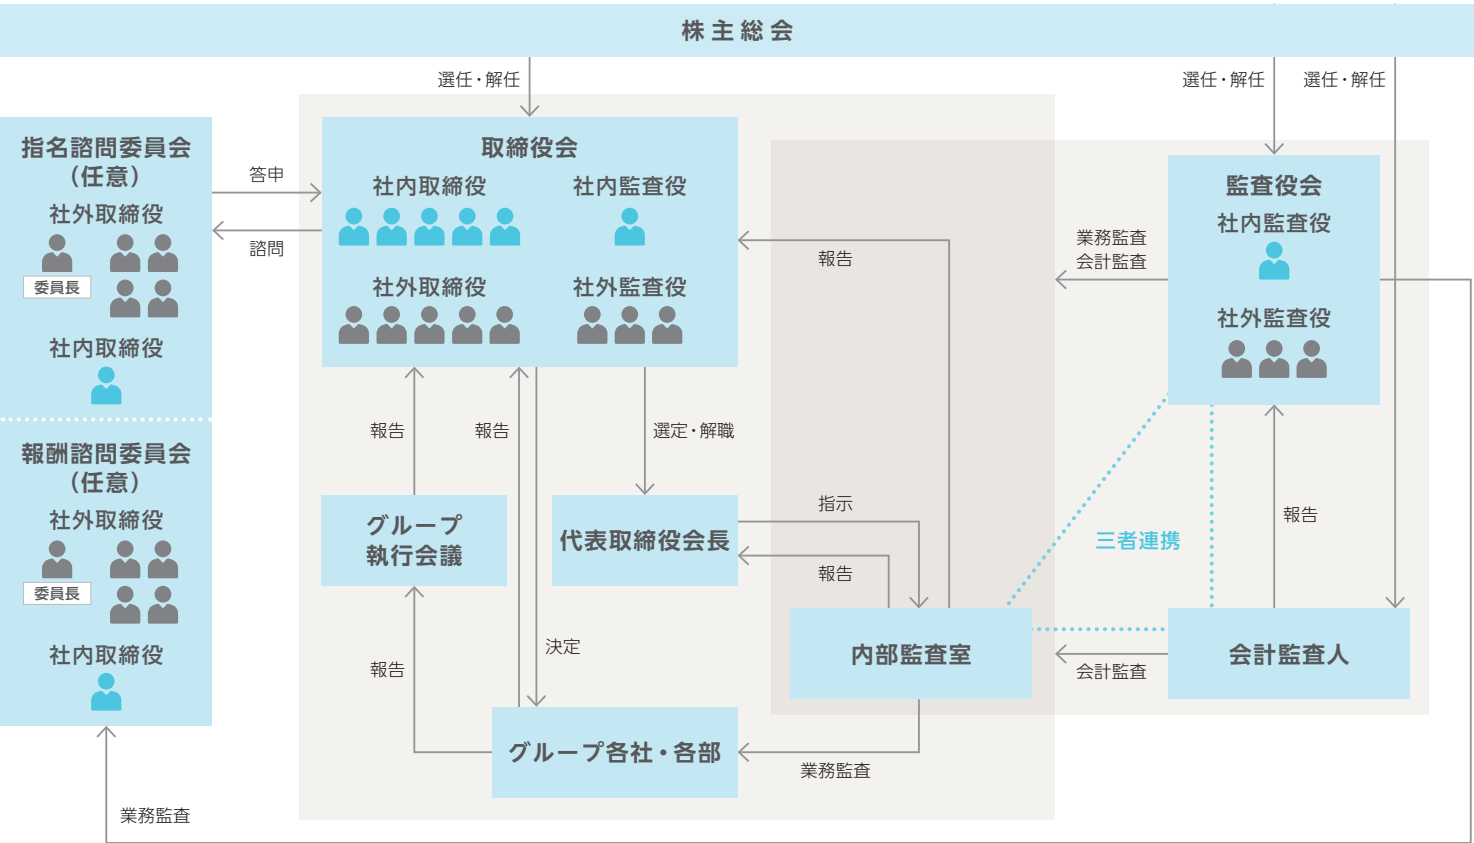 株主総会
選任・解任
選任・解任
選任・解任
指名諮問委員会
（任意）
社外取締役
委員長
社内取締役
報酬諮問委員会
（任意）
社外取締役
委員長
社内取締役
答申
諮問
取締役会
社内取締役
社内監査役
社外取締役
社外監査役
報告
業務監査
会計監査
監査役会
社内監査役
社外監査役
報告
報告
選定・解職
グループ
執行会議
代表取締役会長
指示
報告
三者連携
報告
決定
報告
内部監査室
会計監査
会計監査人
グループ各社・各部
業務監査
業務監査